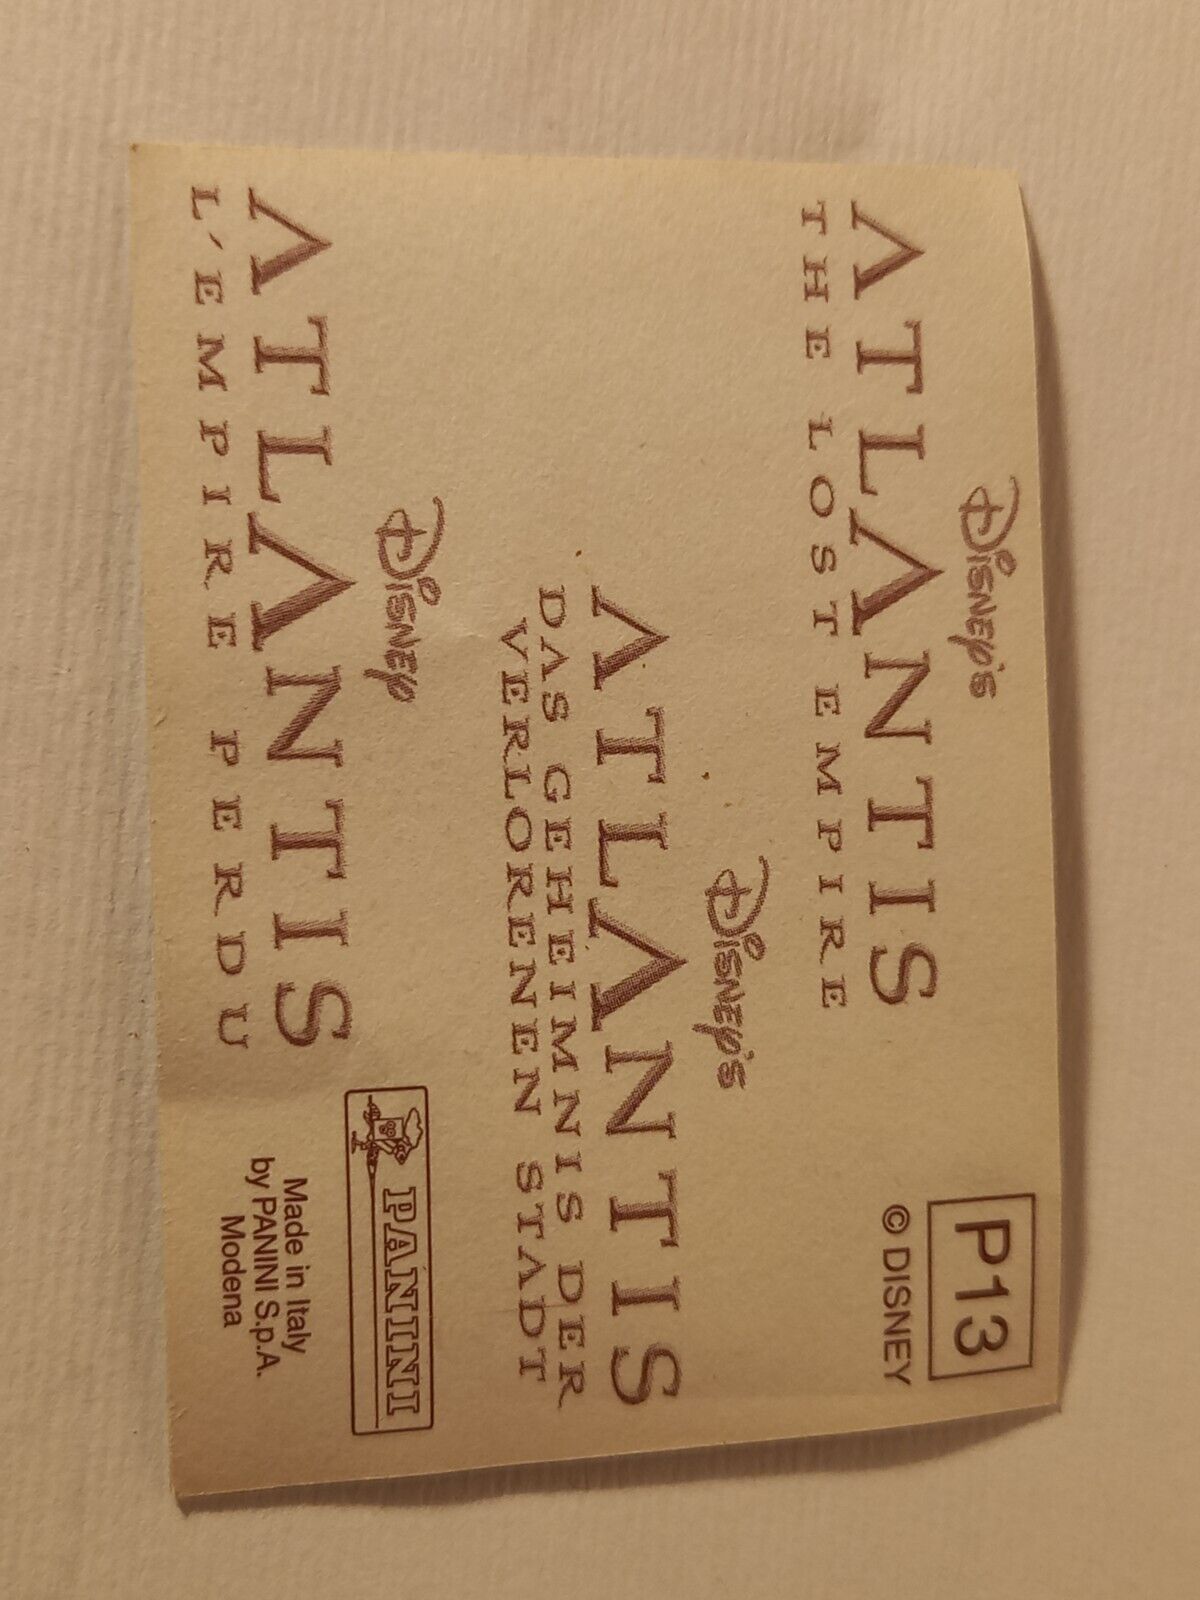 Disney's
ATLANTIS
THE LOST EMPIRE
P13
© DISNEY
Disney's
ATLANTIS
DAS GEHEIMNIS DER
VERLORENEN STADT
Disney
ATLANTIS
L'EMPIRE PERDU
PANINI
Made in Italy
by PANINI S.p.A.
Modena